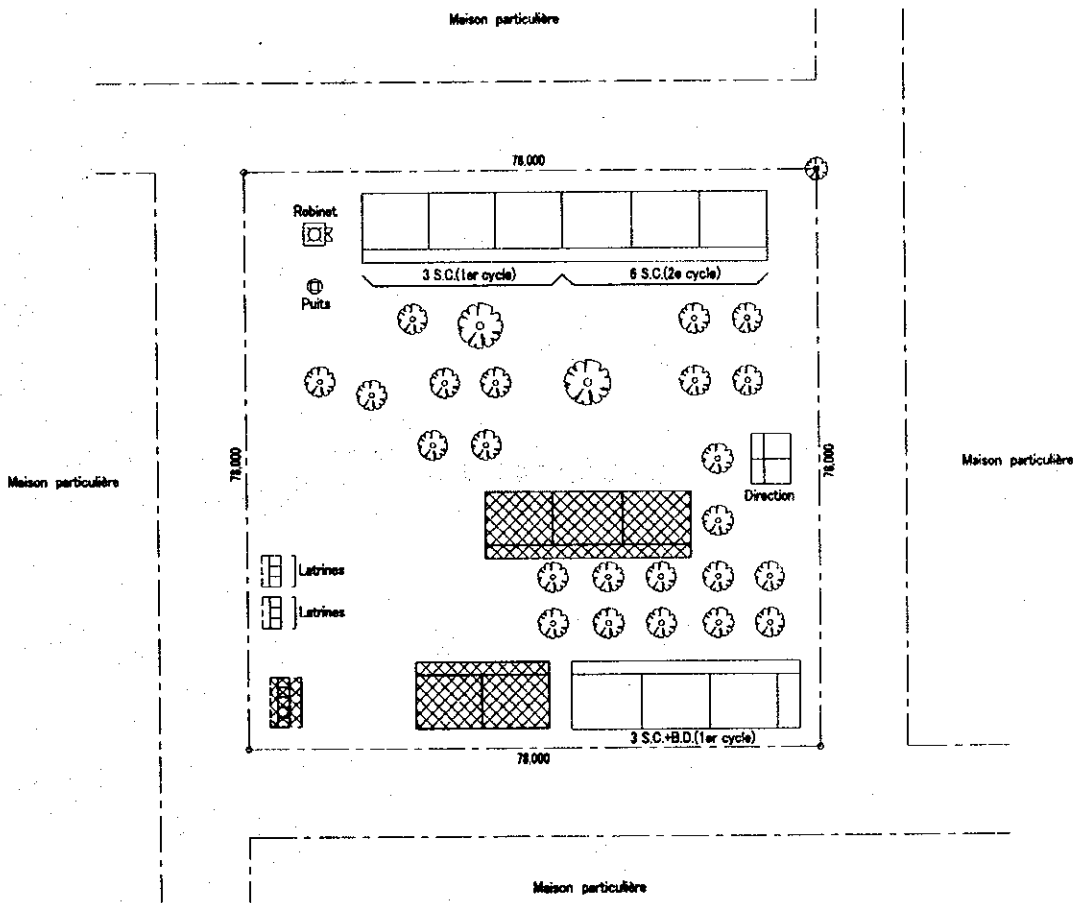 Maison particulière
78,000
Robinet
3 S.C.(1er cycle)
6 S.C.(2e cycle)
Puits
78,000
78,000
Maison particulière
Maison particulière
Direction
Latrines
Latrines
3 S.C.+B.D.(1er cycle)
78,000
Maison particulière